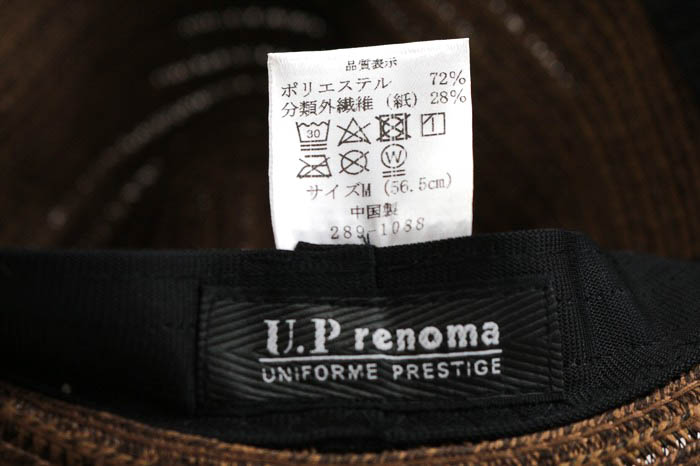 品質表示
ポリエステル 72%
分類外繊維(紙) 28%
30
W
サイズM (56.5cm)
中国製
289-1088
U.P renoma
UNIFORME PRESTIGE